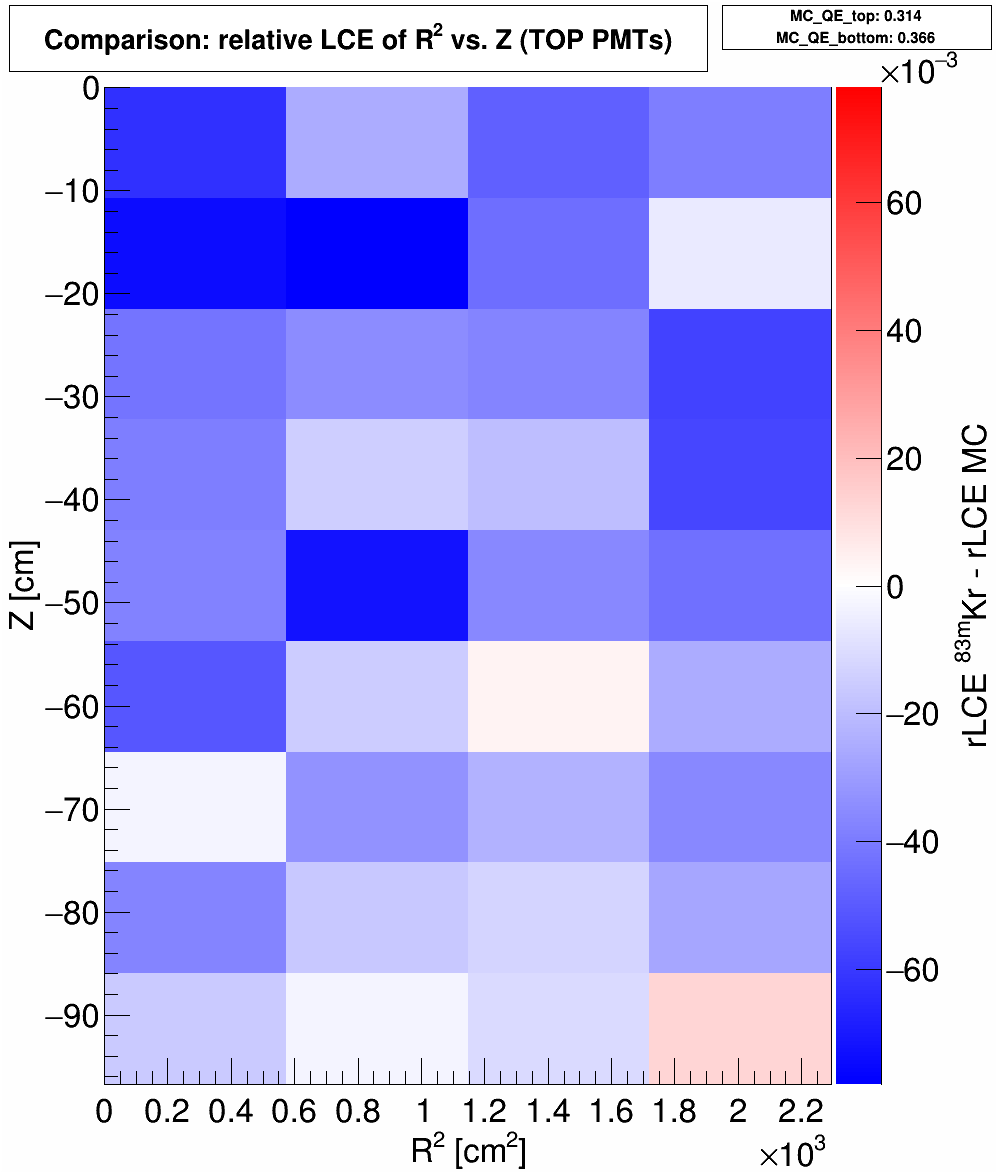 Comparison: relative LCE of R² vs. Z (TOP PMTs)
MC_QE_top: 0.314
MC_QE_bottom: 0.366
×10⁻³
0
−10
−20
−30
−40
−50
−60
−70
−80
−90
Z [cm]
60
40
20
0
−20
−40
−60
rLCE ⁸³ᵐKr - rLCE MC
0 0.2 0.4 0.6 0.8 1 1.2 1.4 1.6 1.8 2 2.2
R² [cm²]
×10³